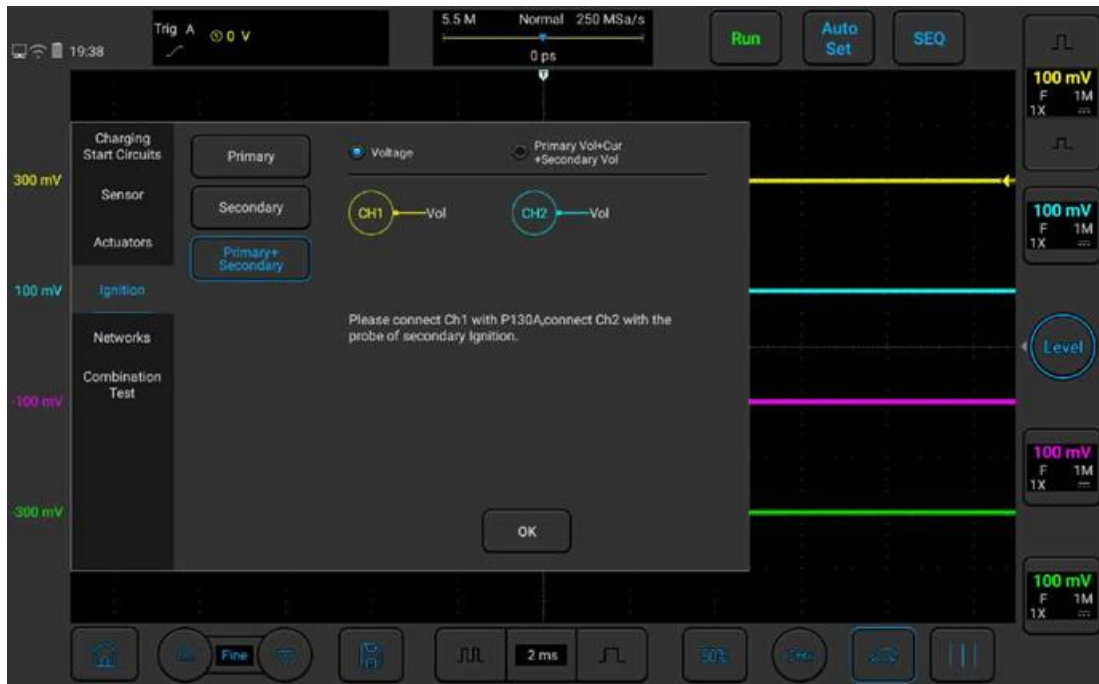 19:38
Trig A ① 0 V
5.5 M Normal 250 MSa/s
0 ps
T
Run
Auto
Set
SEQ
100 mV
F 1M
1X
300 mV
100 mV
-100 mV
-300 mV
Charging
Start Circuits
Sensor
Actuators
Ignition
Networks
Combination
Test
Primary
Secondary
Primary+
Secondary
Voltage
Primary Vol+Cur
+Secondary Vol
CH1 Vol
CH2 Vol
Please connect Ch1 with P130A,connect Ch2 with the
probe of secondary Ignition.
OK
100 mV
F 1M
1X
Level
100 mV
F 1M
1X
100 mV
F 1M
1X
Fine
2 ms
50%